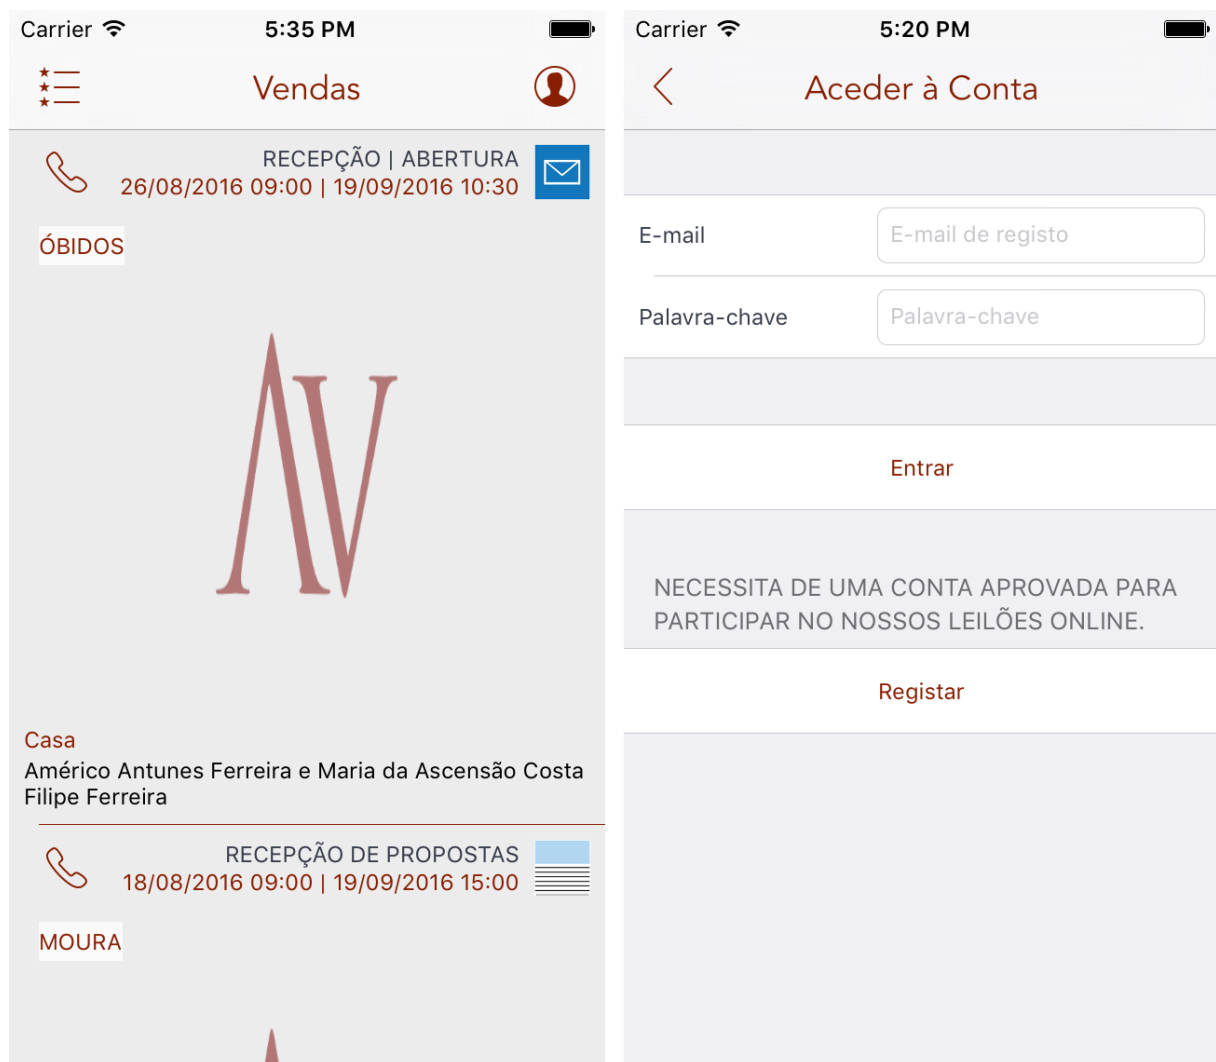 Carrier 5:35 PM
Vendas
RECEPÇÃO | ABERTURA
26/08/2016 09:00 | 19/09/2016 10:30
ÓBIDOS
AV
Casa
Américo Antunes Ferreira e Maria da Ascensão Costa
Filipe Ferreira
RECEPÇÃO DE PROPOSTAS
18/08/2016 09:00 | 19/09/2016 15:00
MOURA
Carrier 5:20 PM
Aceder à Conta
E-mail E-mail de registo
Palavra-chave Palavra-chave
Entrar
NECESSITA DE UMA CONTA APROVADA PARA
PARTICIPAR NO NOSSOS LEILÕES ONLINE.
Registar